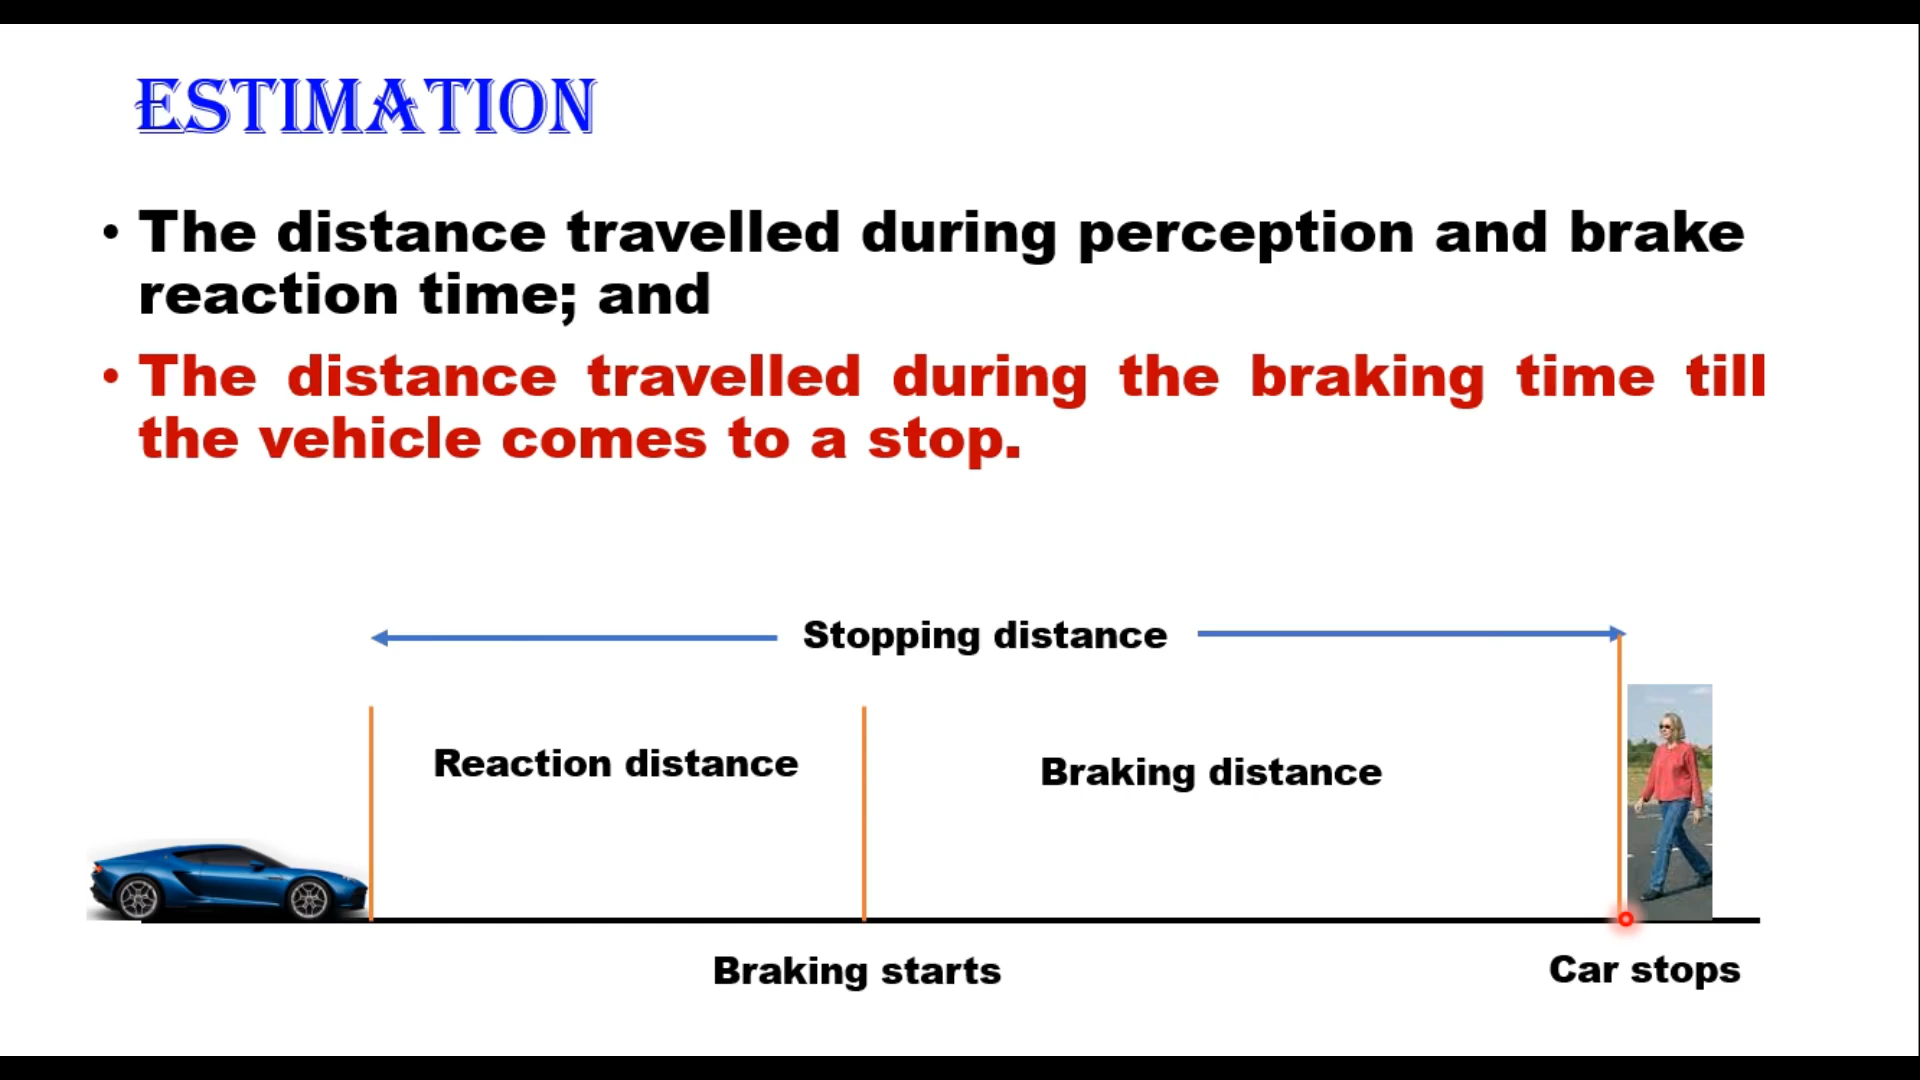 ESTIMATION
• The distance travelled during perception and brake
reaction time; and
• The distance travelled during the braking time till
the vehicle comes to a stop.
Stopping distance
Reaction distance
Braking distance
Braking starts
Car stops